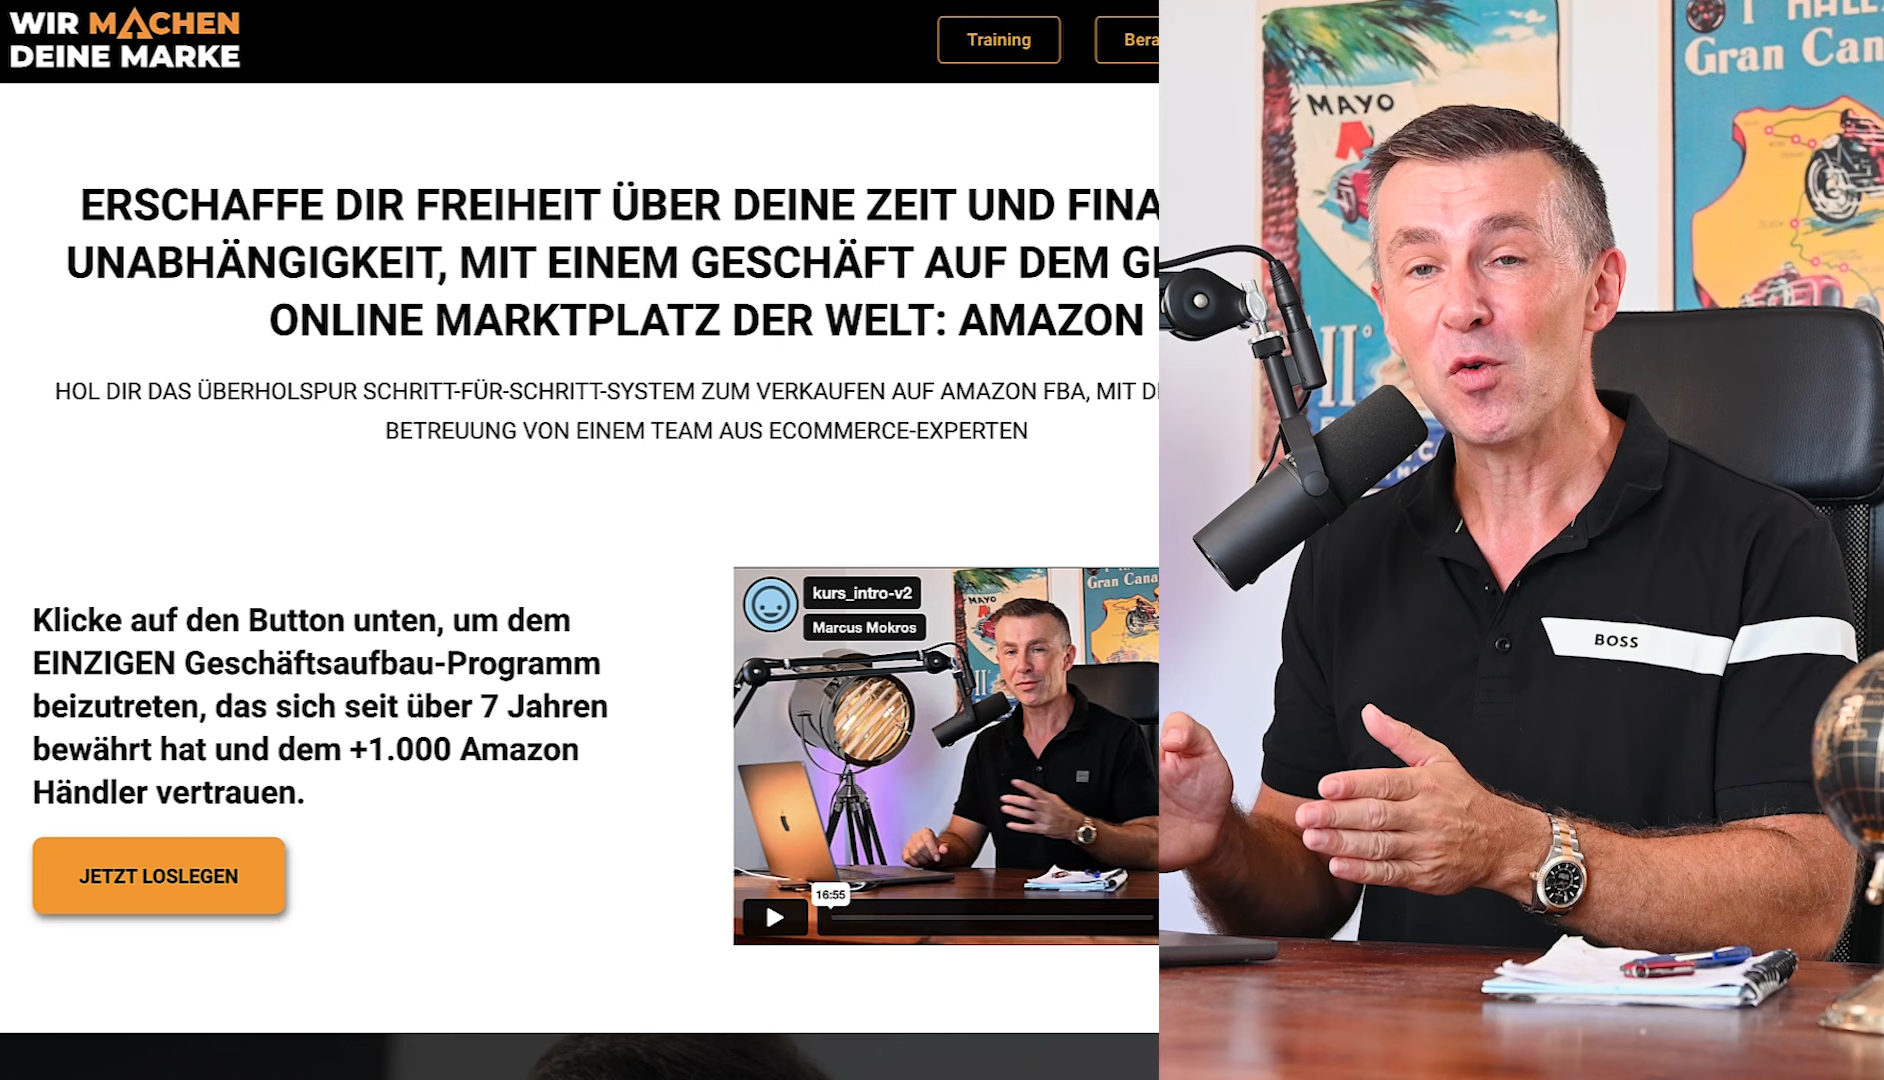 WIR MACHEN
DEINE MARKE
Training
Bera
ERSCHAFFE DIR FREIHEIT ÜBER DEINE ZEIT UND FINA
UNABHÄNGIGKEIT, MIT EINEM GESCHÄFT AUF DEM
ONLINE MARKTPLATZ DER WELT: AMAZON
HOL DIR DAS ÜBERHOLSPUR SCHRITT-FÜR-SCHRITT-SYSTEM ZUM VERKAUFEN AUF AMAZON FBA, MIT
BETREUUNG VON EINEM TEAM AUS ECOMMERCE-EXPERTEN
Klicke auf den Button unten, um dem
EINZIGEN Geschäftsaufbau-Programm
beizutreten, das sich seit über 7 Jahren
bewährt hat und dem +1.000 Amazon
Händler vertrauen.
JETZT LOSLEGEN
kurs_intro-v2
Marcus Mokros
MAYO
Gran Cana
16:55
MAYO
Gran Can
BOSS